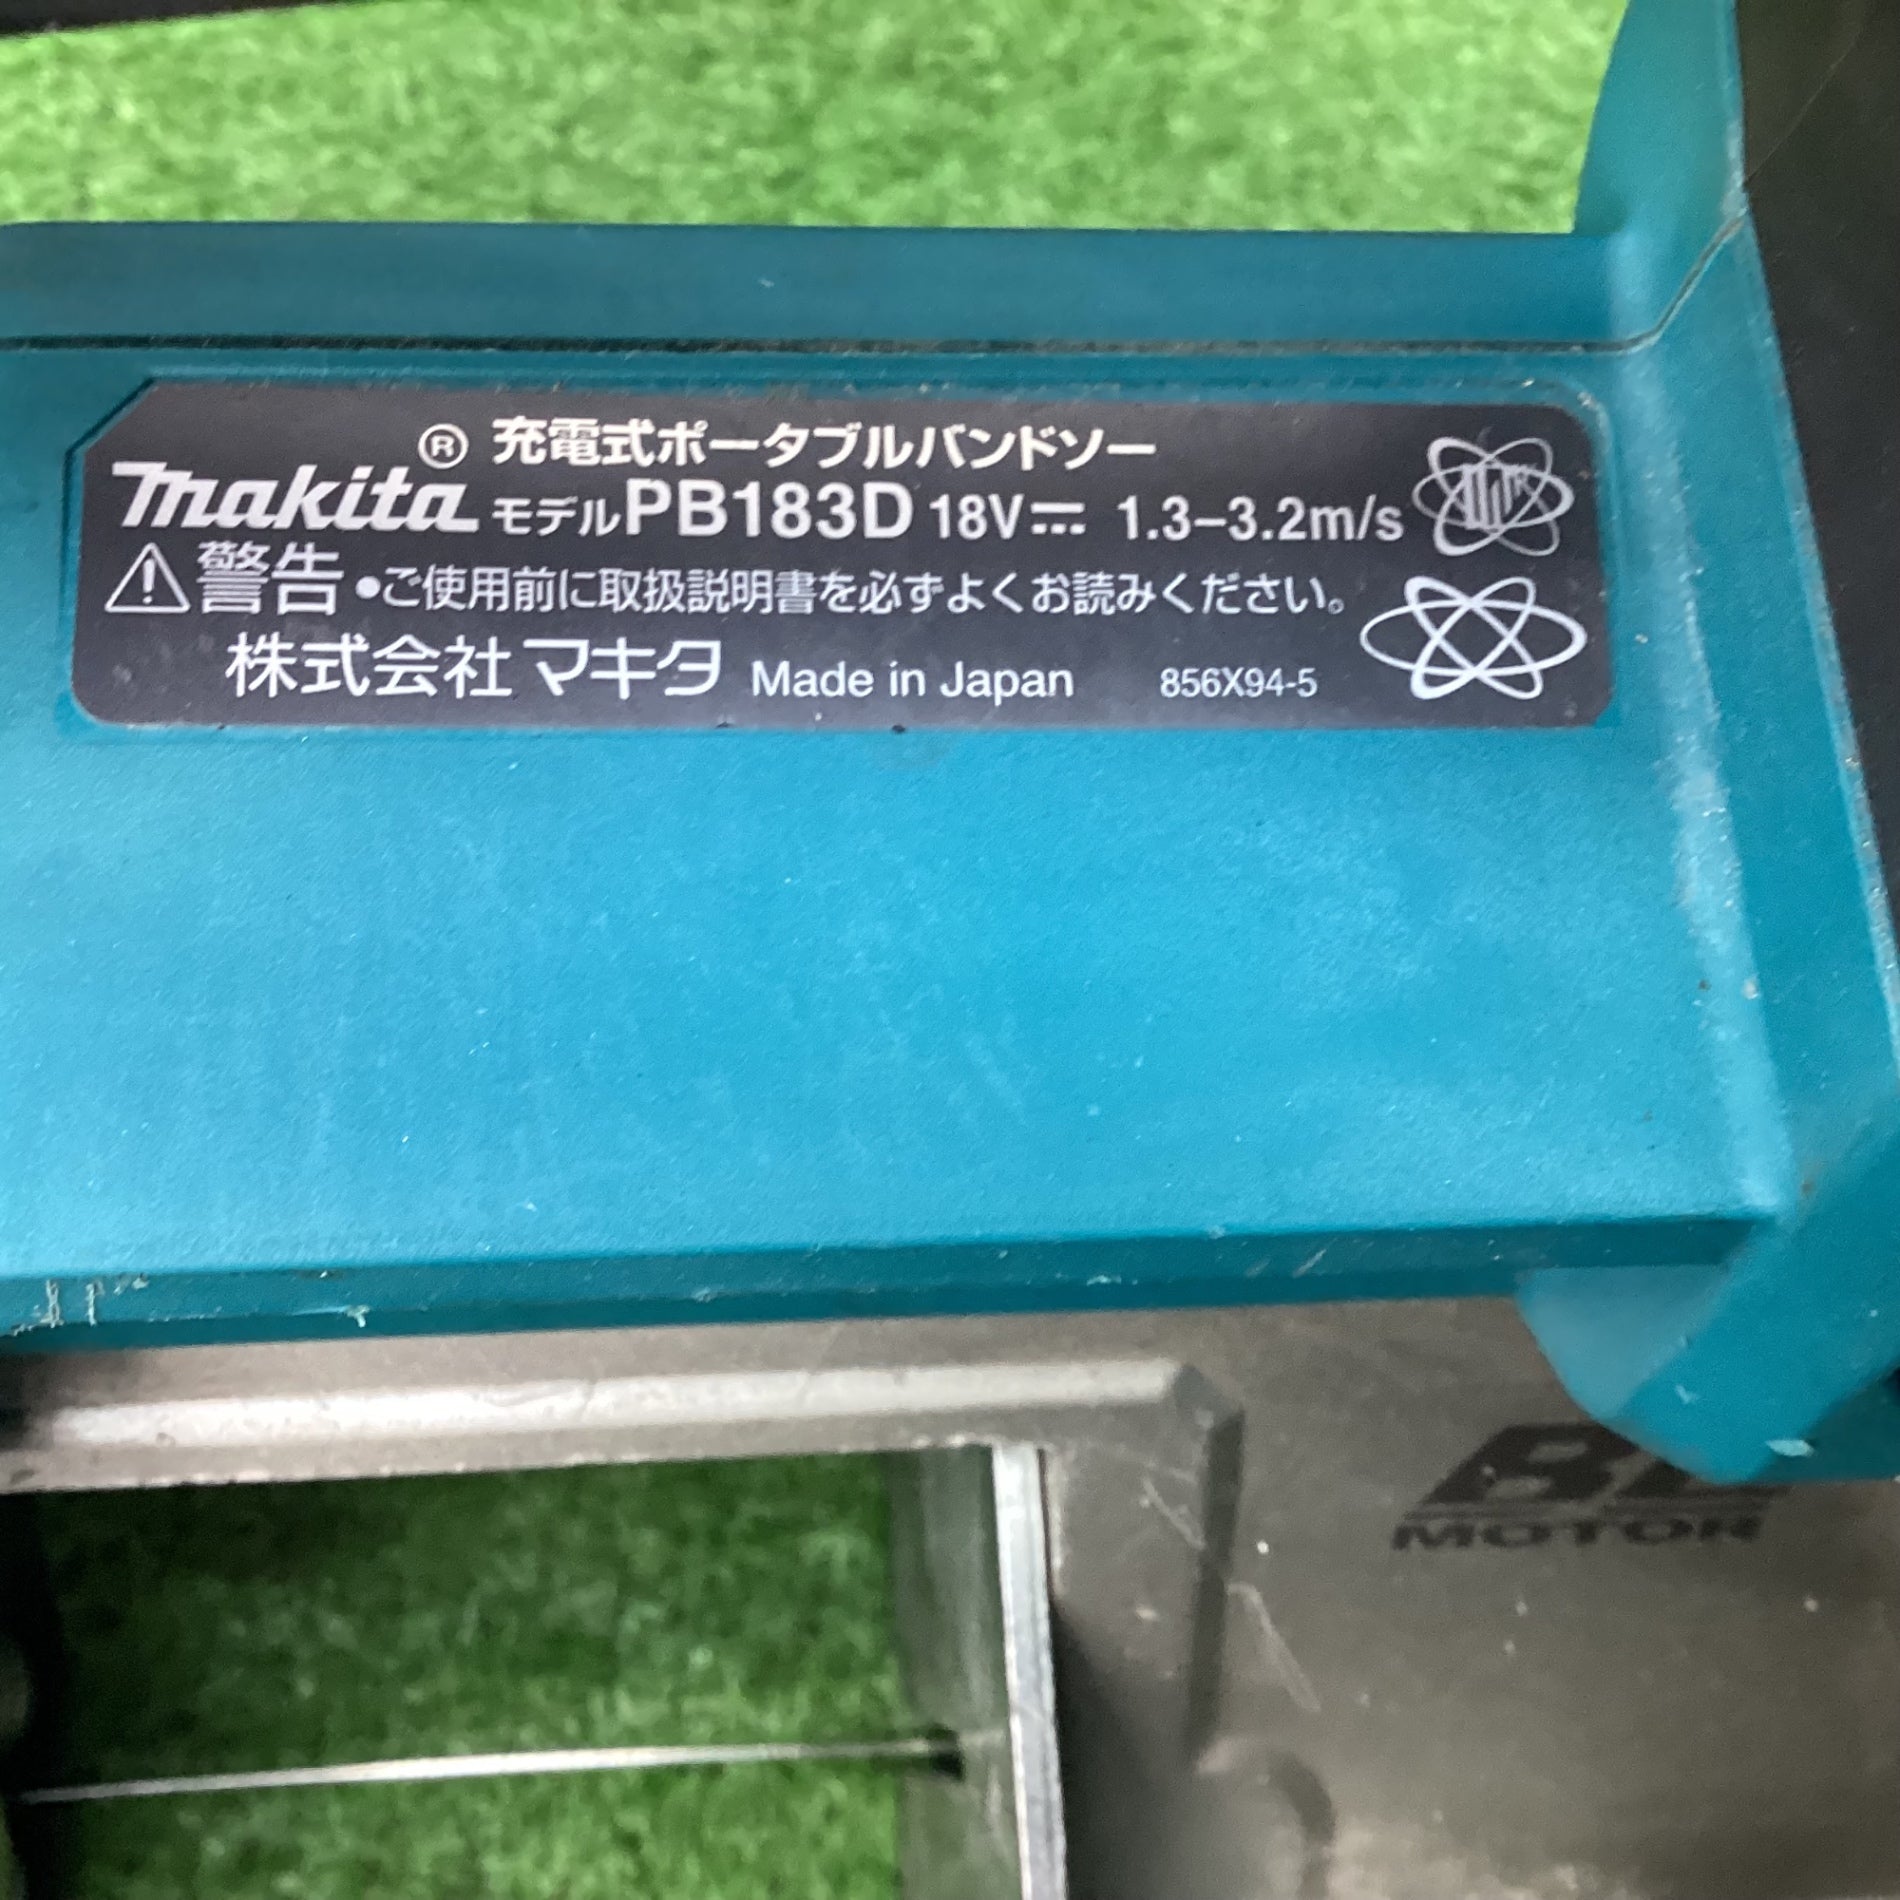 ® 充電式ポータブルバンドソー
makita モデルPB183D 18V⎓ 1.3–3.2m/s
⚠警告 •ご使用前に取扱説明書を必ずよくお読みください。
株式会社マキタ Made in Japan 856X94-5
BL
MOTOR